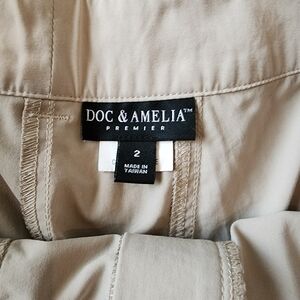 DOC & AMELIA™
PREMIER
2
MADE IN
TAIWAN